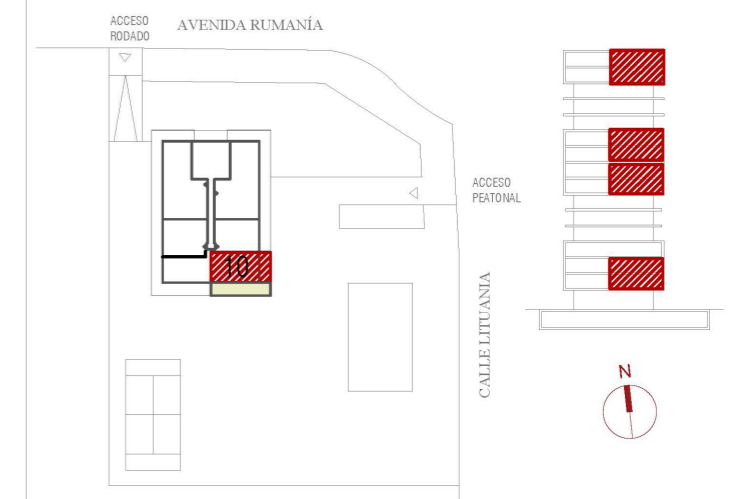 ACCESO
RODADO
AVENIDA RUMANÍA
ACCESO
PEATONAL
10
CALLE LITUANIA
N